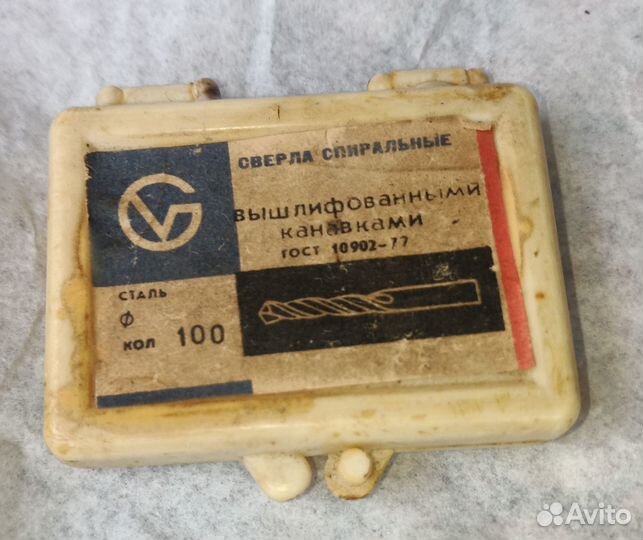 СВЕРЛА СПИРАЛЬНЫЕ
ВЫШЛИФОВАННЫМИ
КАНАВКАМИ
ГОСТ 10902-77
СТАЛЬ
Ø
КОЛ 100
Avito